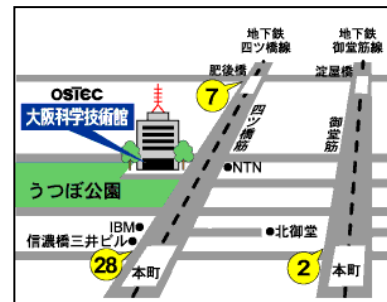 地下鉄
四ツ橋線
地下鉄
御堂筋線
肥後橋
淀屋橋
7
OSTEC
大阪科学技術館
四ツ橋筋
御堂筋
NTN
うつぼ公園
IBM
信濃橋三井ビル
北御堂
28
本町
2
本町